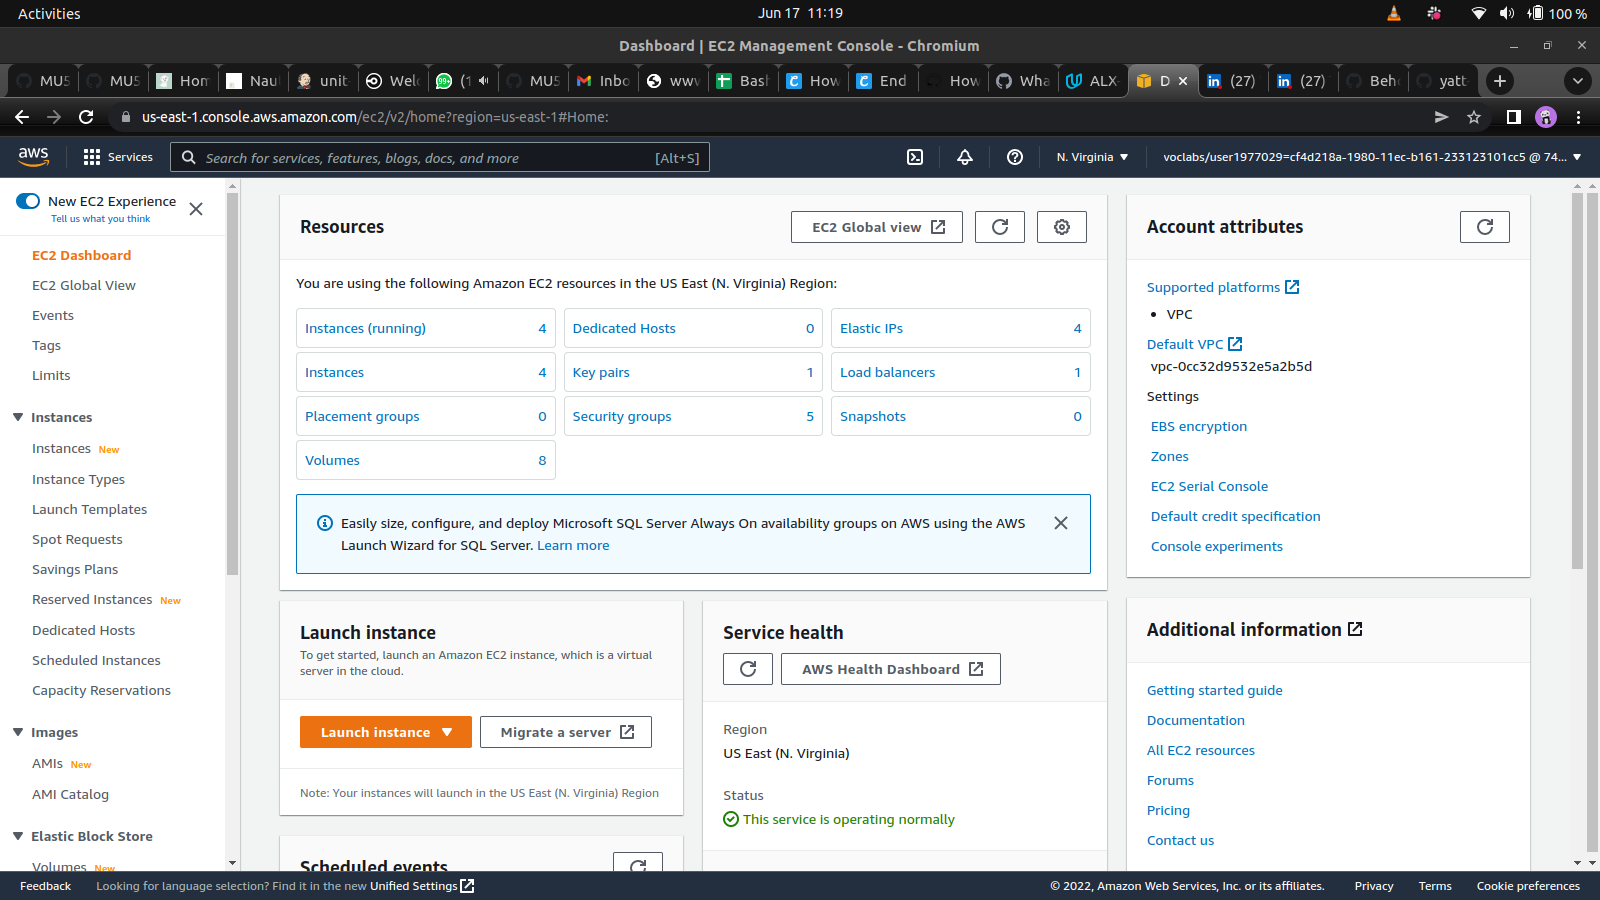 Activities
Jun 17 11:19
100 %
Dashboard | EC2 Management Console - Chromium
MU5
MU5
Hom
Nau
unit
Welc
(1
MU5
Inbo
www
Bash
How
End
How
Wha
ALX
D
(27)
(27)
Behe
yatt
us-east-1.console.aws.amazon.com/ec2/v2/home?region=us-east-1#Home:
aws
Services
Search for services, features, blogs, docs, and more
[Alt+S]
N. Virginia
voclabs/user1977029=cf4d218a-1980-11ec-b161-233123101cc5 @ 74...
New EC2 Experience
Tell us what you think
EC2 Dashboard
EC2 Global View
Events
Tags
Limits
Instances
Instances New
Instance Types
Launch Templates
Spot Requests
Savings Plans
Reserved Instances New
Dedicated Hosts
Scheduled Instances
Capacity Reservations
Images
AMIs New
AMI Catalog
Elastic Block Store
Volumes New
Resources
EC2 Global view
You are using the following Amazon EC2 resources in the US East (N. Virginia) Region:
Instances (running) 4
Dedicated Hosts 0
Elastic IPs 4
Instances 4
Key pairs 1
Load balancers 1
Placement groups 0
Security groups 5
Snapshots 0
Volumes 8
Easily size, configure, and deploy Microsoft SQL Server Always On availability groups on AWS using the AWS
Launch Wizard for SQL Server. Learn more
Launch instance
To get started, launch an Amazon EC2 instance, which is a virtual
server in the cloud.
Launch instance
Migrate a server
Note: Your instances will launch in the US East (N. Virginia) Region
Scheduled events
Service health
AWS Health Dashboard
Region
US East (N. Virginia)
Status
This service is operating normally
Account attributes
Supported platforms
VPC
Default VPC
vpc-0cc32d9532e5a2b5d
Settings
EBS encryption
Zones
EC2 Serial Console
Default credit specification
Console experiments
Additional information
Getting started guide
Documentation
All EC2 resources
Forums
Pricing
Contact us
Feedback
Looking for language selection? Find it in the new Unified Settings
© 2022, Amazon Web Services, Inc. or its affiliates.
Privacy
Terms
Cookie preferences